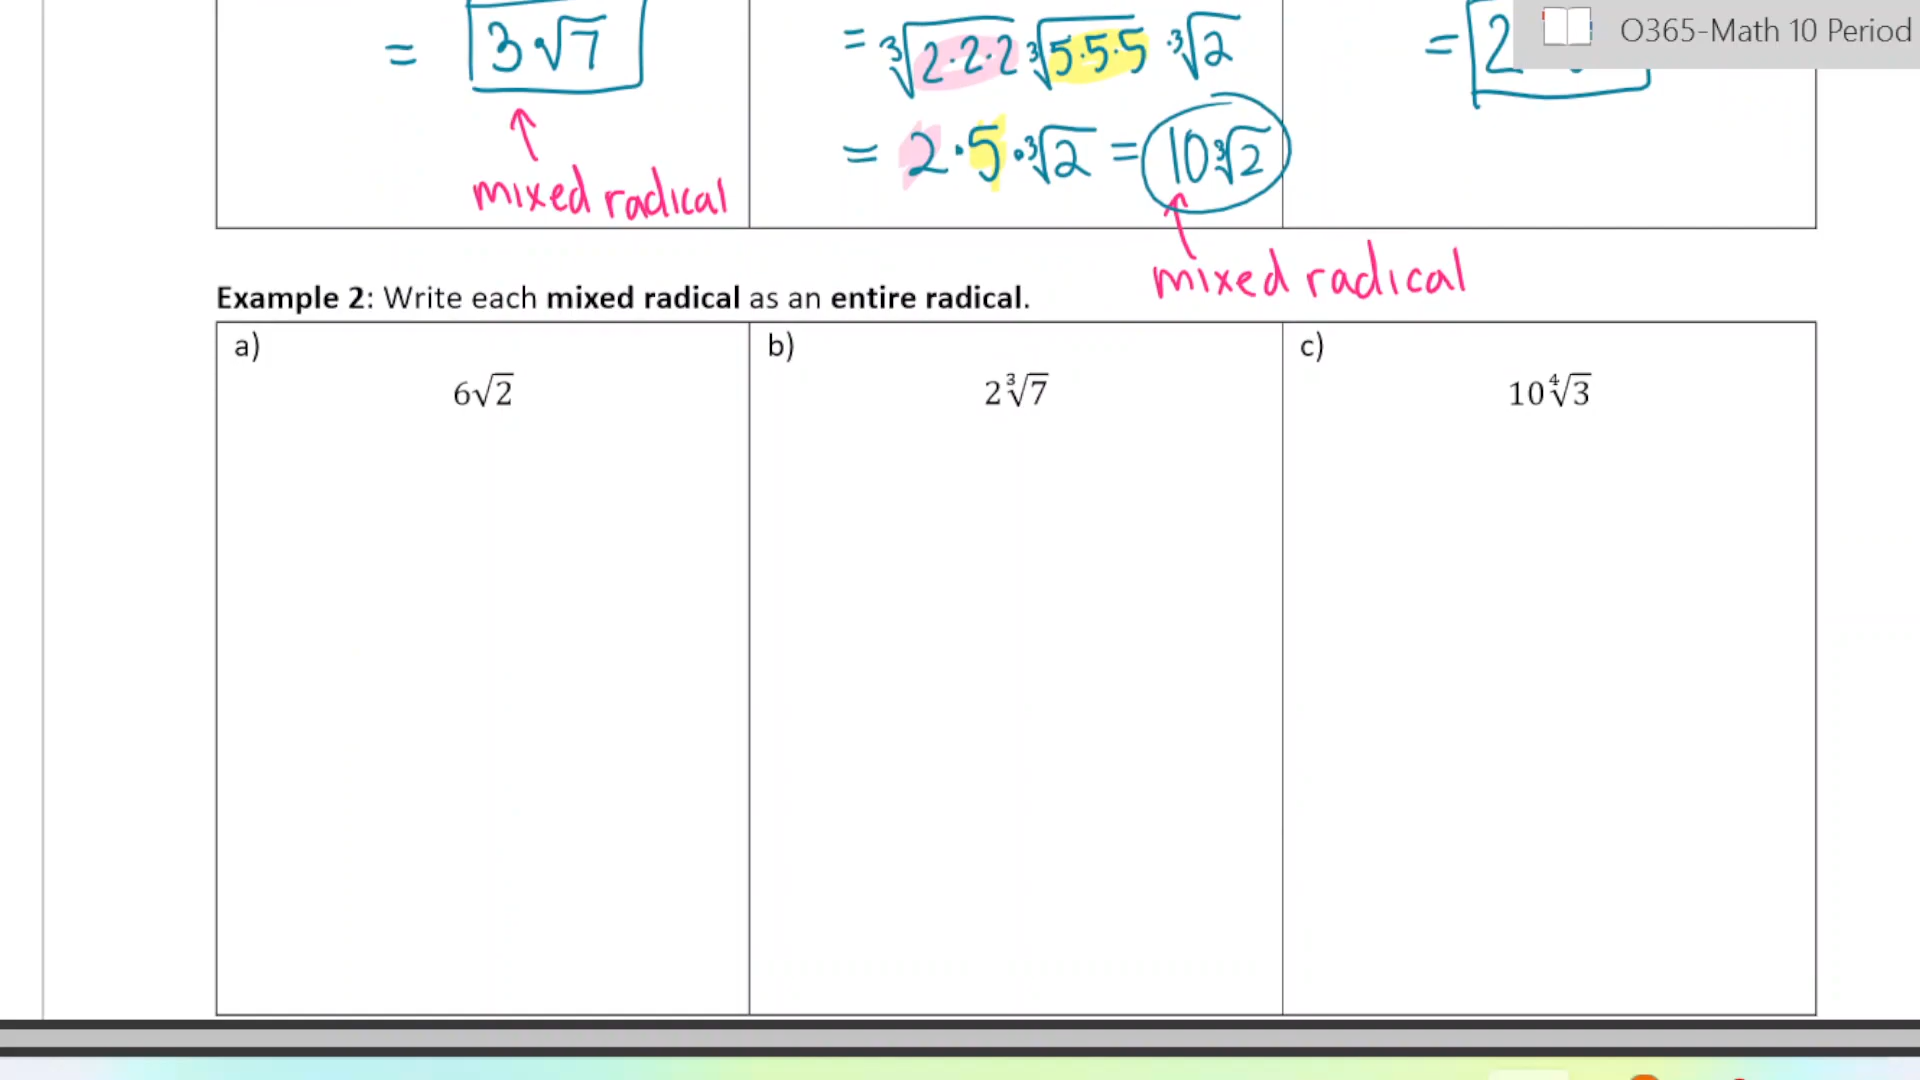 O365-Math 10 Period
= 3√7
= ∛2·2·2 ∛5·5·5 · ∛2
= 2
= 2 · 5 · ∛2 = 10∛2
mixed radical
mixed radical
Example 2: Write each mixed radical as an entire radical.
a)
b)
c)
6√2
2∛7
10∜3